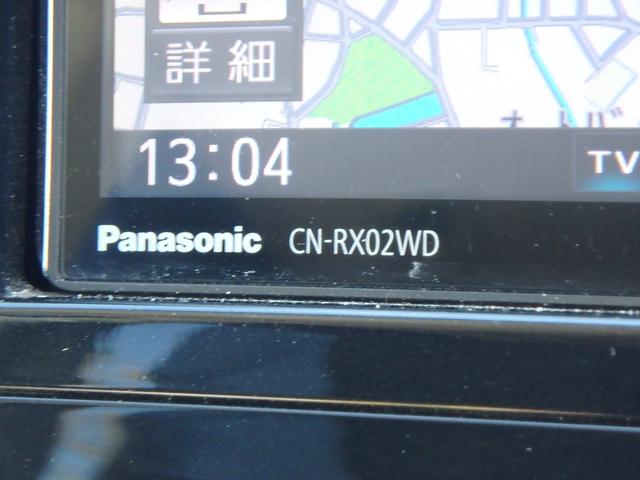 詳細
13:04
TV
Panasonic CN-RX02WD